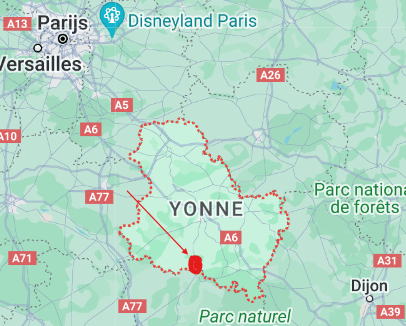 A13
Parijs
Disneyland Paris
Versailles
A5
A26
A6
A10
A77
Parc nationa
de forêts
YONNE
A6
A71
A31
Dijon
A77
A39
Parc naturel